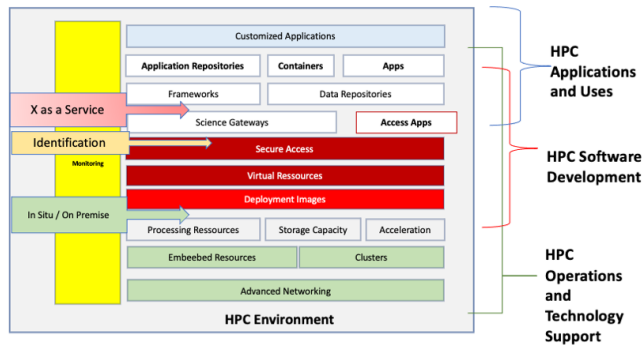 Customized Applications
Application Repositories
Containers
Apps
Frameworks
Data Repositories
X as a Service
Science Gateways
Access Apps
Identification
Secure Access
Monitoring
Virtual Ressources
Deployment Images
In Situ / On Premise
Processing Ressources
Storage Capacity
Acceleration
Embeebed Resources
Clusters
Advanced Networking
HPC Environment
HPC
Applications
and Uses
HPC Software
Development
HPC
Operations
and
Technology
Support